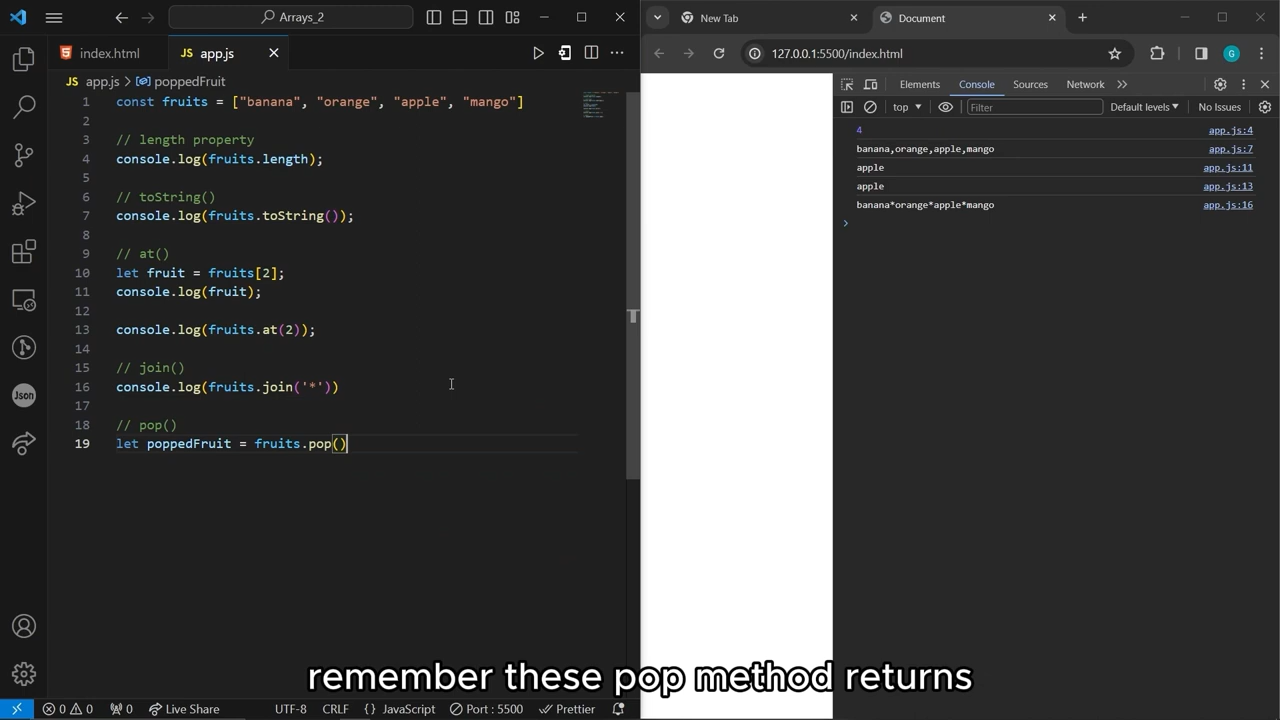 Arrays_2
index.html
JS app.js
JS app.js > poppedFruit
1 const fruits = ["banana", "orange", "apple", "mango"]
2
3 // length property
4 console.log(fruits.length);
5
6 // toString()
7 console.log(fruits.toString());
8
9 // at()
10 let fruit = fruits[2];
11 console.log(fruit);
12
13 console.log(fruits.at(2));
14
15 // join()
16 console.log(fruits.join('*'))
17
18 // pop()
19 let poppedFruit = fruits.pop()
Json
0 0 0 Live Share UTF-8 CRLF {} JavaScript Port : 5500 Prettier
New Tab
Document
127.0.0.1:5500/index.html
G
Elements Console Sources Network
top Filter Default levels No Issues
4 app.js:4
banana,orange,apple,mango app.js:7
apple app.js:11
apple app.js:13
banana*orange*apple*mango app.js:16
remember these pop method returns